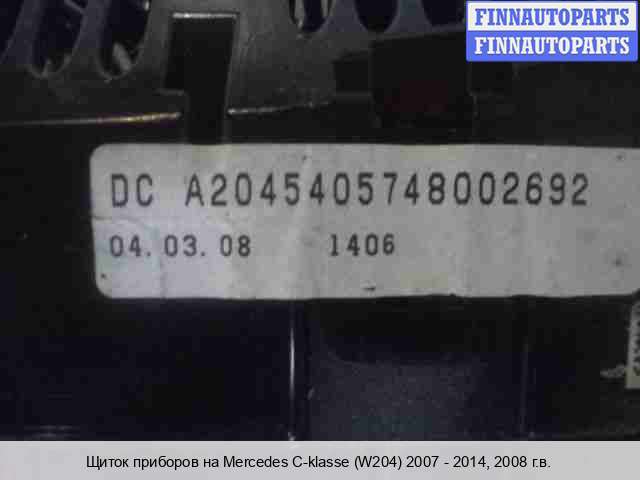 FINNAUTOPARTS
FINNAUTOPARTS
DC A2045405748002692
04.03.08 1406
Щиток приборов на Mercedes C-klasse (W204) 2007 - 2014, 2008 г.в.